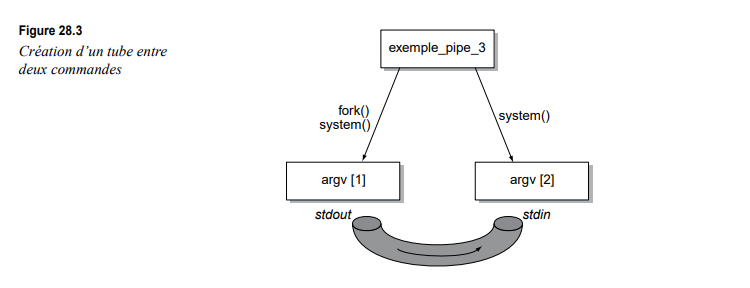 Figure 28.3
Création d’un tube entre
deux commandes
exemple_pipe_3
fork()
system()
system()
argv [1]
argv [2]
stdout
stdin